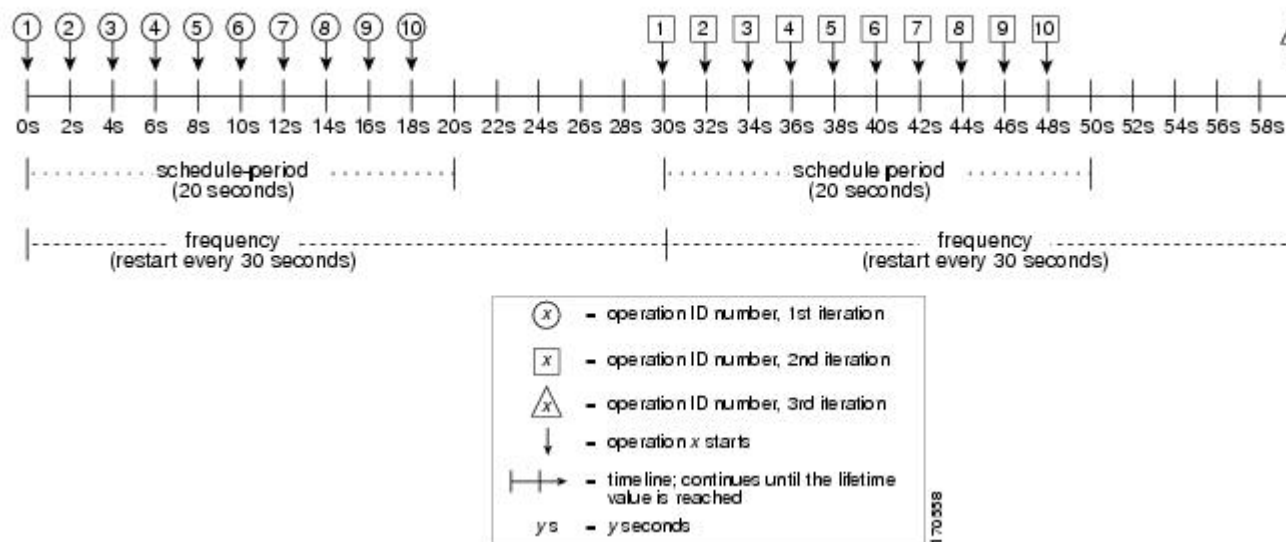 1 2 3 4 5 6 7 8 9 10 1 2 3 4 5 6 7 8 9 10
0s 2s 4s 6s 8s 10s 12s 14s 16s 18s 20s 22s 24s 26s 28s 30s 32s 34s 36s 38s 40s 42s 44s 46s 48s 50s 52s 54s 56s 58s
schedule-period
(20 seconds)
schedule period
(20 seconds)
frequency
(restart every 30 seconds)
frequency
(restart every 30 seconds)
x = operation ID number, 1st iteration
x = operation ID number, 2nd iteration
x = operation ID number, 3rd iteration
= operation x starts
= timeline; continues until the lifetime
value is reached
y s = y seconds
170558